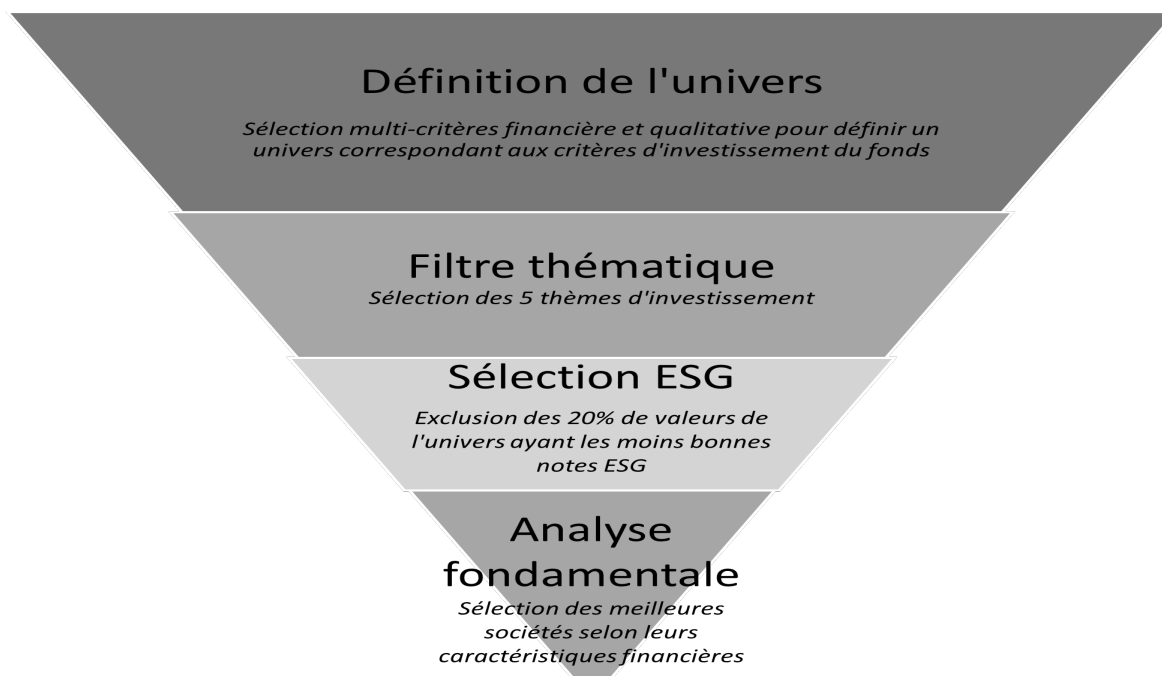 Définition de l'univers
Sélection multi-critères financière et qualitative pour définir un
univers correspondant aux critères d'investissement du fonds
Filtre thématique
Sélection des 5 thèmes d'investissement
Sélection ESG
Exclusion des 20% de valeurs de
l'univers ayant les moins bonnes
notes ESG
Analyse
fondamentale
Sélection des meilleures
sociétés selon leurs
caractéristiques financières